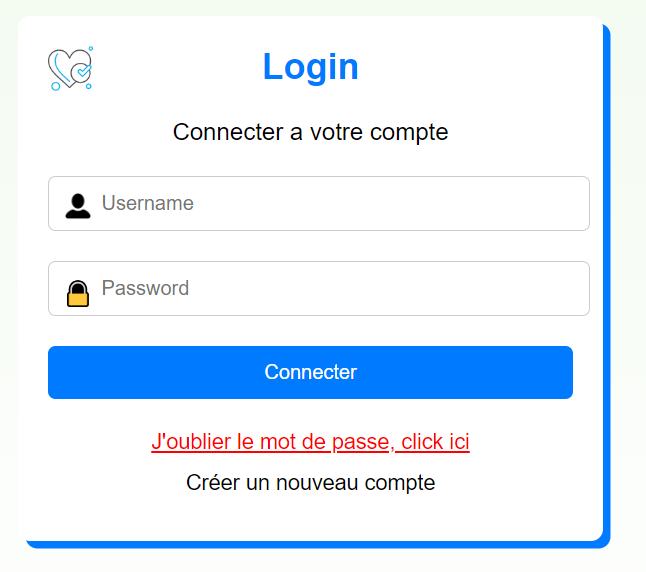 Login
Connecter a votre compte
Username
Password
Connecter
J'oublier le mot de passe, click ici
Créer un nouveau compte